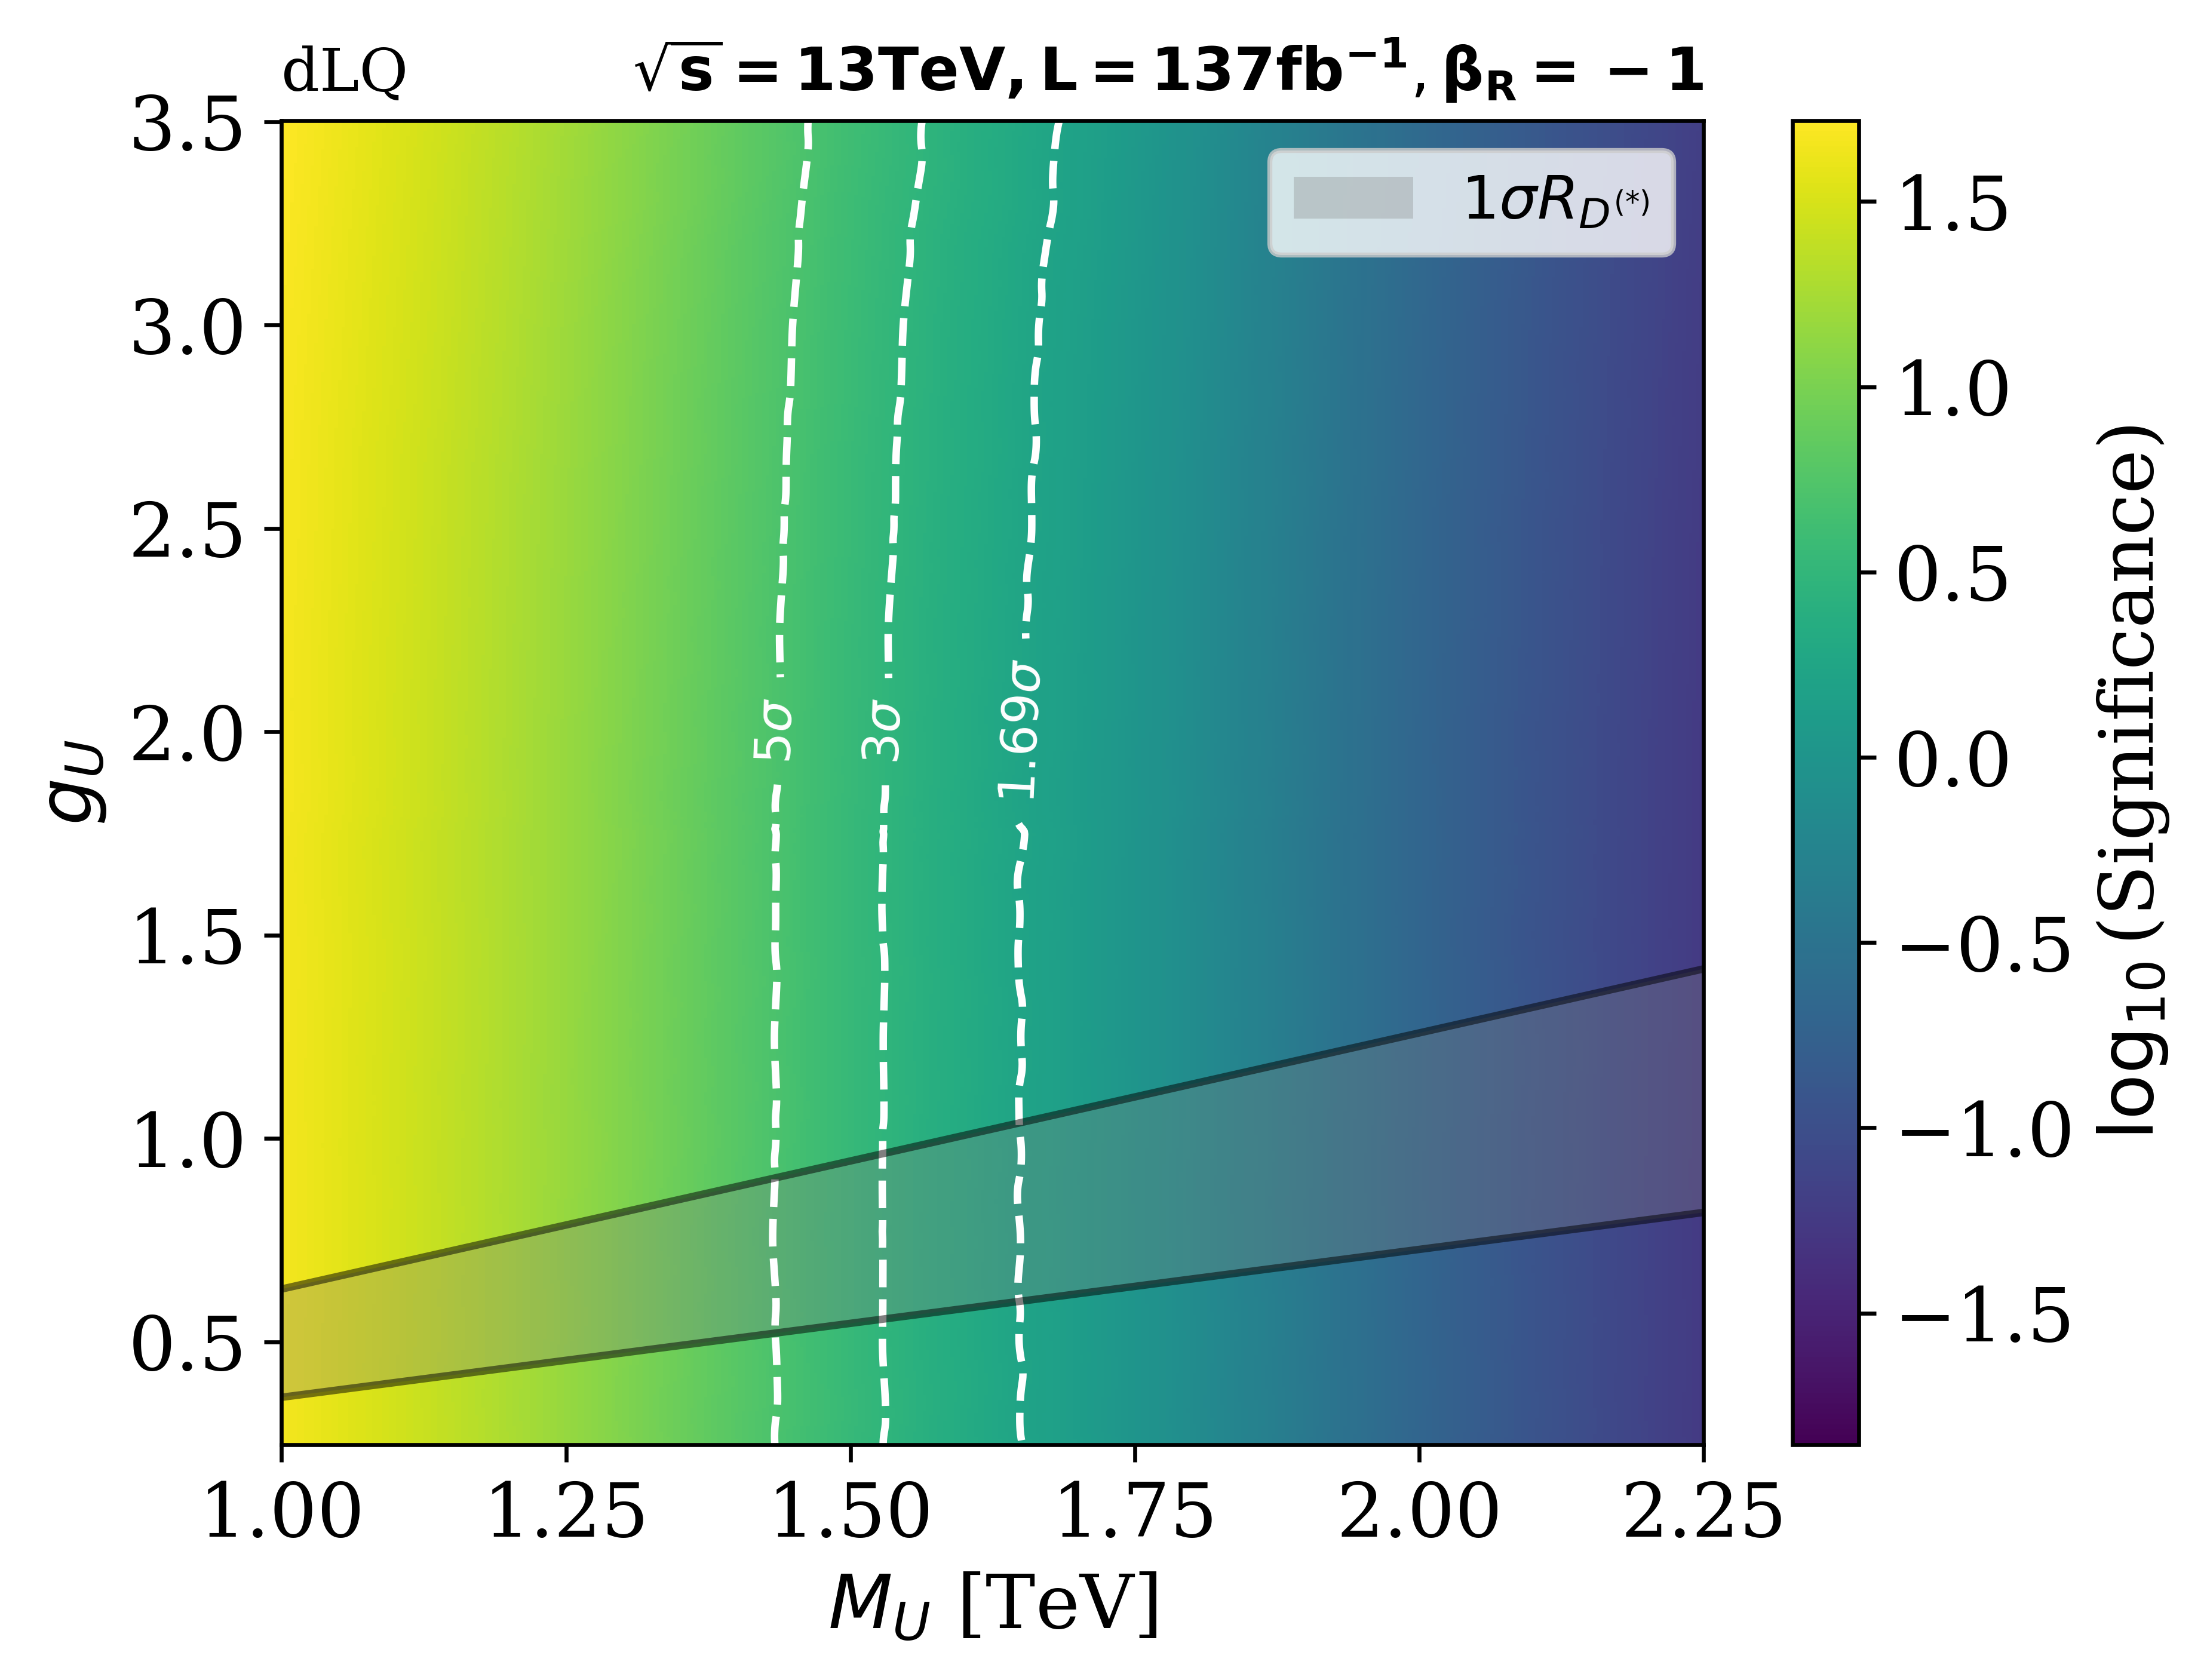 dLQ
√s = 13TeV, L = 137fb⁻¹, β_R = − 1
1σR_D⁽*⁾
3.5
3.0
2.5
2.0
1.5
1.0
0.5
g_U
5σ
3σ
1.69σ
1.00
1.25
1.50
1.75
2.00
2.25
M_U [TeV]
1.5
1.0
0.5
0.0
−0.5
−1.0
−1.5
log₁₀ (Significance)